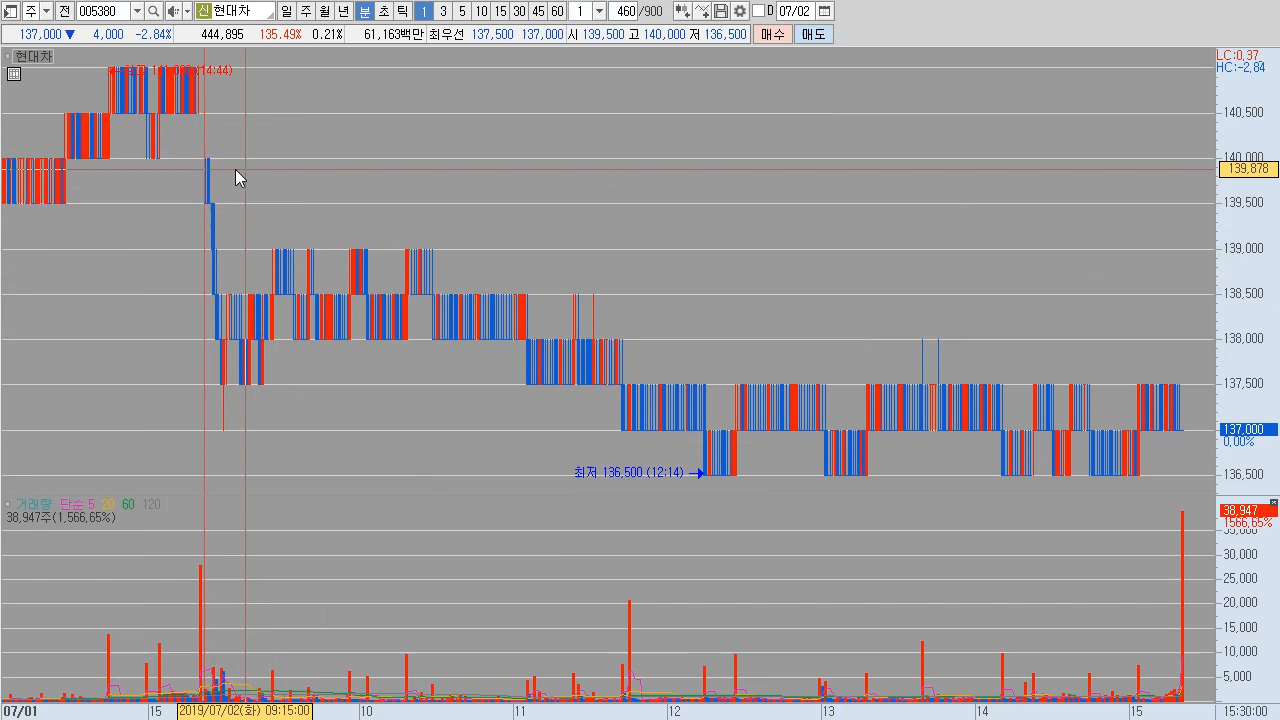 주 전 005380 신 현대차 일 주 월 년 분 초 틱 1 3 5 10 15 30 45 60 1 460 /900 0 07/02
137,000 ▼ 4,000 -2.84% 444,895 135.49% 0.21% 61,163백만 최우선 137,500 137,000 시 139,500 고 140,000 저 136,500 매수 매도
현대차
LC:0,37
HC:-2,84
(14:44)
140,500
140,000
139,878
139,500
139,000
138,500
138,000
137,500
137,000
0,00%
최저 136,500 (12:14) →
136,500
거래량 단순 5 20 60 120
38,947주(1,566,65%)
38,947
1566,65%
35,000
30,000
25,000
20,000
15,000
10,000
5,000
07/01 15 2019/07/02(화) 09:15:00 10 11 12 13 14 15 15:30:00